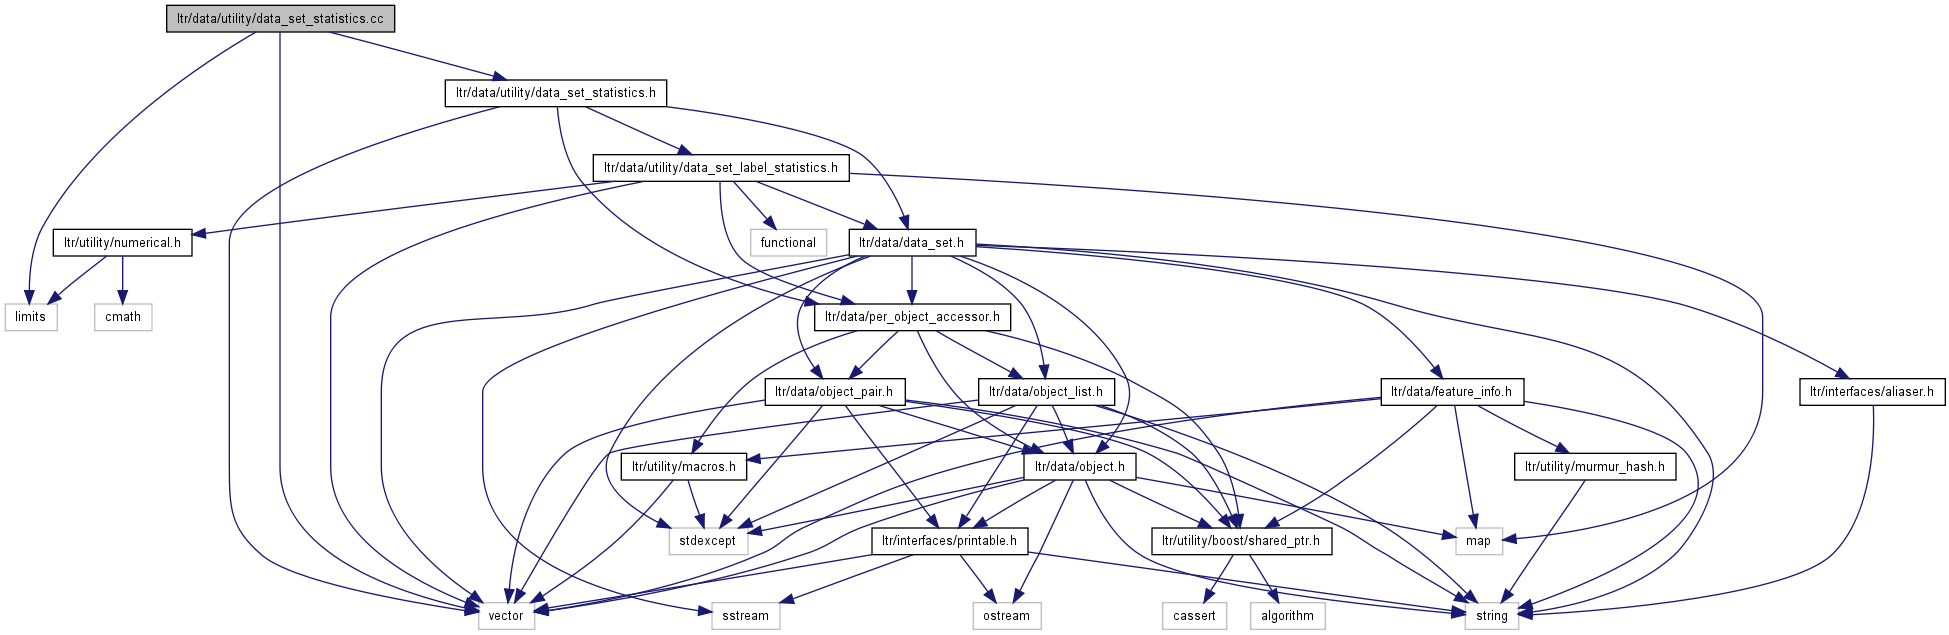 ltr/data/utility/data_set_statistics.cc
ltr/data/utility/data_set_statistics.h
ltr/data/utility/data_set_label_statistics.h
ltr/utility/numerical.h
functional
ltr/data/data_set.h
limits
cmath
ltr/data/per_object_accessor.h
ltr/data/object_pair.h
ltr/data/object_list.h
ltr/data/feature_info.h
ltr/interfaces/aliaser.h
ltr/utility/macros.h
ltr/data/object.h
ltr/utility/murmur_hash.h
stdexcept
ltr/interfaces/printable.h
ltr/utility/boost/shared_ptr.h
map
vector
sstream
ostream
cassert
algorithm
string